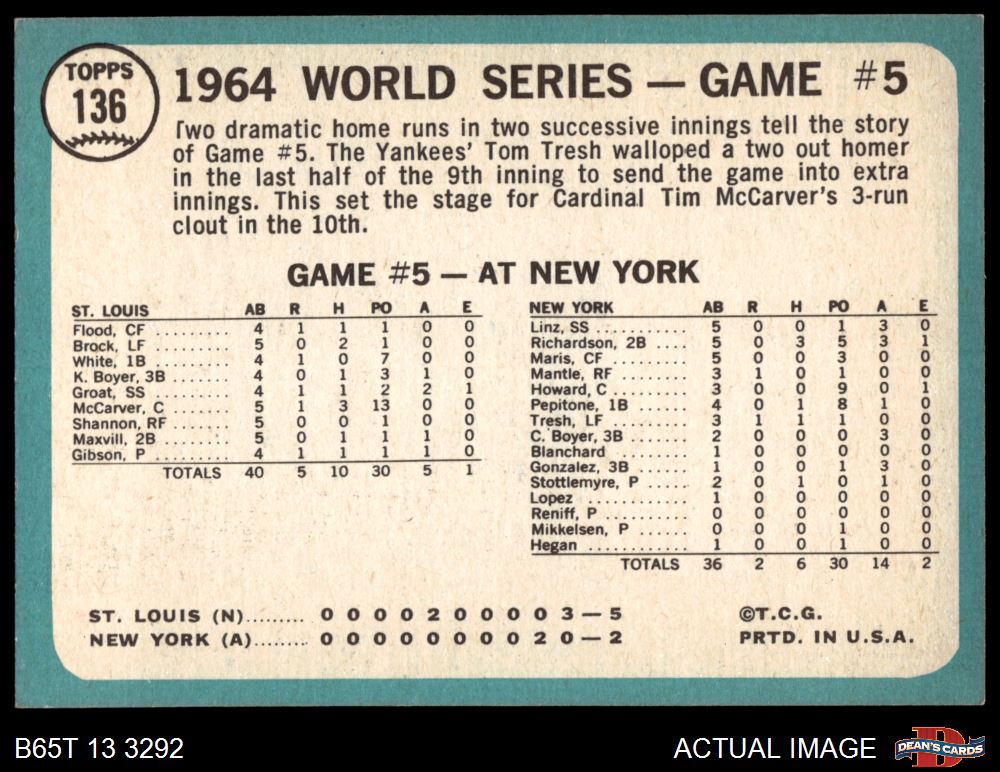 TOPPS
136
1964 WORLD SERIES — GAME #5
Two dramatic home runs in two successive innings tell the story
of Game #5. The Yankees' Tom Tresh walloped a two out homer
in the last half of the 9th inning to send the game into extra
innings. This set the stage for Cardinal Tim McCarver's 3-run
clout in the 10th.
GAME #5 — AT NEW YORK
ST. LOUIS AB R H PO A E
Flood, CF .......... 4 1 1 1 0 0
Brock, LF .......... 5 0 2 1 0 0
White, 1B .......... 4 1 0 7 0 0
K. Boyer, 3B ....... 4 0 1 3 1 0
Groat, SS .......... 4 1 1 2 2 1
McCarver, C ........ 5 1 3 13 0 0
Shannon, RF ........ 5 0 0 1 0 0
Maxvill, 2B ........ 5 0 1 1 1 0
Gibson, P .......... 4 1 1 1 1 0
TOTALS 40 5 10 30 5 1
NEW YORK AB R H PO A E
Linz, SS ........... 5 0 0 1 3 0
Richardson, 2B .... 5 0 3 5 3 1
Maris, CF .......... 5 0 0 3 0 0
Mantle, RF ......... 3 1 0 1 0 0
Howard, C .......... 3 0 0 9 0 1
Pepitone, 1B ....... 4 0 1 8 1 0
Tresh, LF .......... 3 1 1 1 0 0
C. Boyer, 3B ....... 2 0 0 0 3 0
Blanchard .......... 1 0 0 0 0 0
Gonzalez, 3B ....... 1 0 0 1 3 0
Stottlemyre, P ..... 2 0 1 0 1 0
Lopez .............. 1 0 0 0 0 0
Reniff, P .......... 0 0 0 0 0 0
Mikkelsen, P ....... 0 0 0 1 0 0
Hegan .............. 1 0 0 1 0 0
TOTALS 36 2 6 30 14 2
ST. LOUIS (N)......... 0 0 0 0 2 0 0 0 0 3 — 5
NEW YORK (A)........ 0 0 0 0 0 0 0 0 2 0 — 2
©T.C.G.
PRTD. IN U.S.A.
B65T 13 3292
ACTUAL IMAGE
D
DEAN'S CARDS